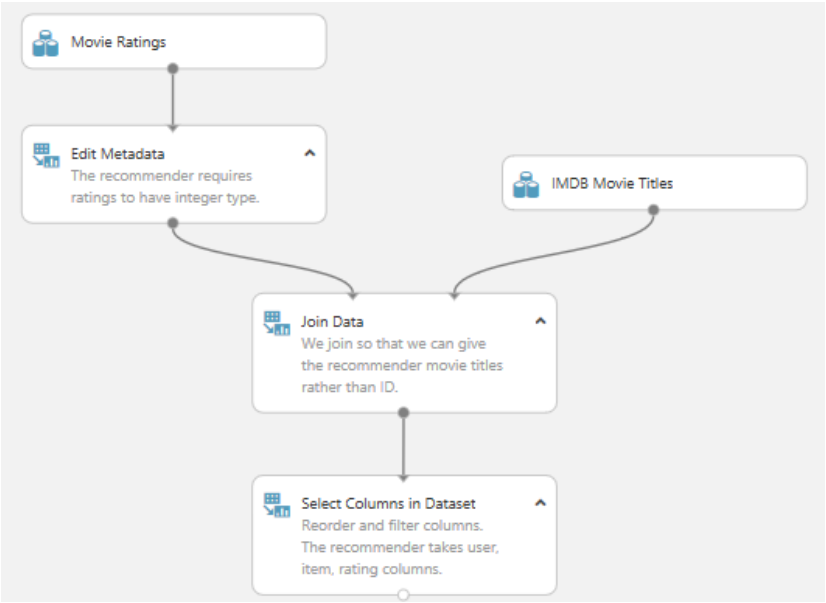 Movie Ratings
Edit Metadata
The recommender requires
ratings to have integer type.
IMDB Movie Titles
Join Data
We join so that we can give
the recommender movie titles
rather than ID.
Select Columns in Dataset
Reorder and filter columns.
The recommender takes user,
item, rating columns.